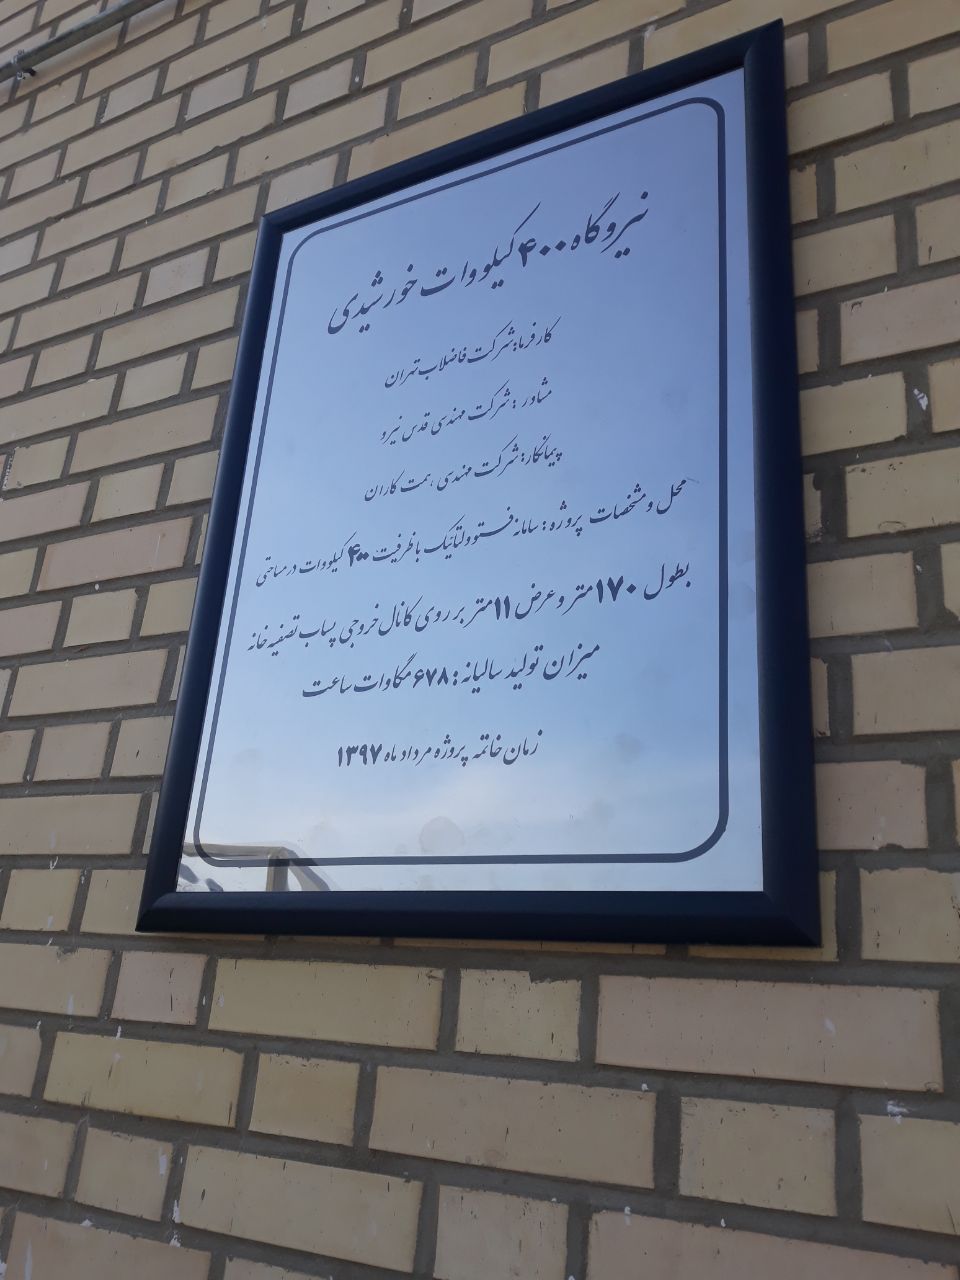 نیروگاه ۴۰۰ کیلووات خورشیدی
کارفرما: شرکت فاضلاب تهران
مشاور : شرکت مهندسی قدس نیرو
پیمانکار: شرکت مهندسی همت کاران
محل و مشخصات پروژه : سامانه فتوولتائیک با ظرفیت ۴۰۰ کیلووات در مساحتی
بطول ۱۷۰ متر و عرض ۱۱ متر بر روی کانال خروجی پساب تصفیه خانه
میزان تولید سالیانه : ۶۷۸ مگاوات ساعت
زمان خاتمه پروژه مرداد ماه ۱۳۹۷